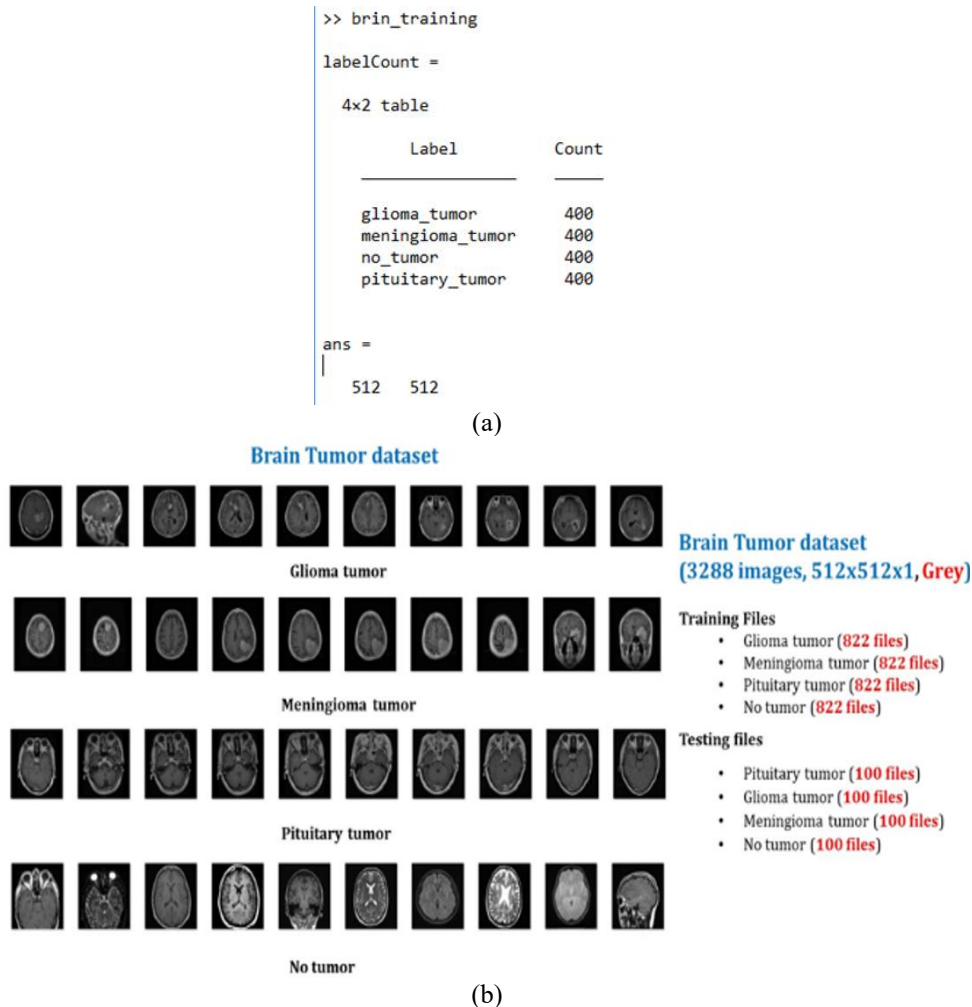 >> brin_training
labelCount =
4×2 table
Label Count
glioma_tumor 400
meningioma_tumor 400
no_tumor 400
pituitary_tumor 400
ans =
512 512
(a)
Brain Tumor dataset
Glioma tumor
Meningioma tumor
Pituitary tumor
No tumor
Brain Tumor dataset
(3288 images, 512x512x1, Grey)
Training Files
• Glioma tumor (822 files)
• Meningioma tumor (822 files)
• Pituitary tumor (822 files)
• No tumor (822 files)
Testing files
• Pituitary tumor (100 files)
• Glioma tumor (100 files)
• Meningioma tumor (100 files)
• No tumor (100 files)
(b)